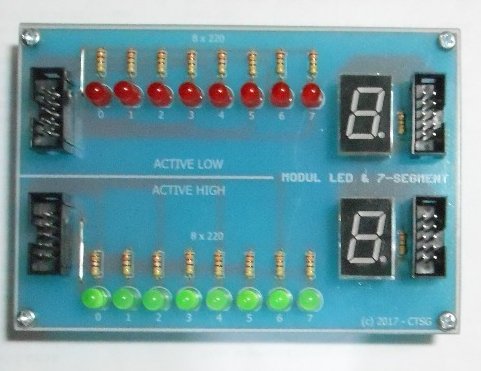 8 x 220
0 1 2 3 4 5 6 7
ACTIVE LOW
MODUL LED & 7-SEGMENT
ACTIVE HIGH
8 x 220
0 1 2 3 4 5 6 7
(c) 2017 - CTSG